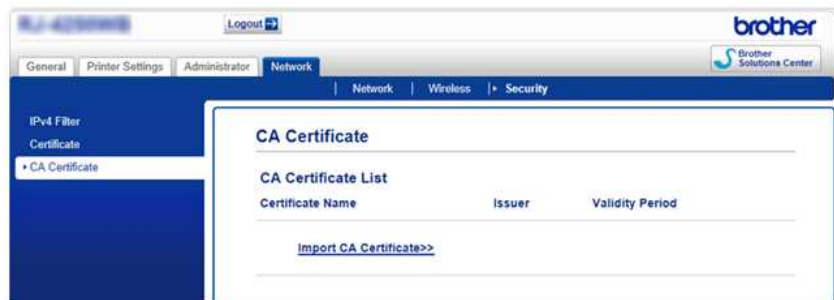 Logout
brother
General Printer Settings Administrator Network
Brother Solutions Center
Network | Wireless | Security
IPv4 Filter
Certificate
CA Certificate
CA Certificate
CA Certificate List
Certificate Name Issuer Validity Period
Import CA Certificate>>